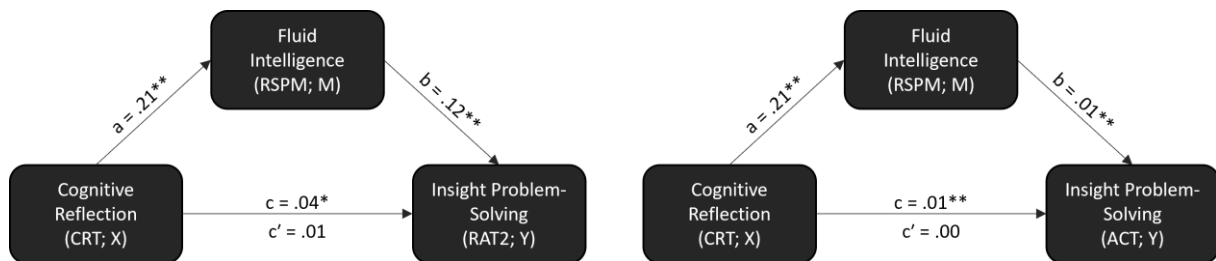 Fluid
Intelligence
(RSPM; M)
a = .21**
b = .12**
Cognitive
Reflection
(CRT; X)
c = .04*
c’ = .01
Insight Problem-
Solving
(RAT2; Y)
Fluid
Intelligence
(RSPM; M)
a = .21**
b = .01**
Cognitive
Reflection
(CRT; X)
c = .01**
c’ = .00
Insight Problem-
Solving
(ACT; Y)